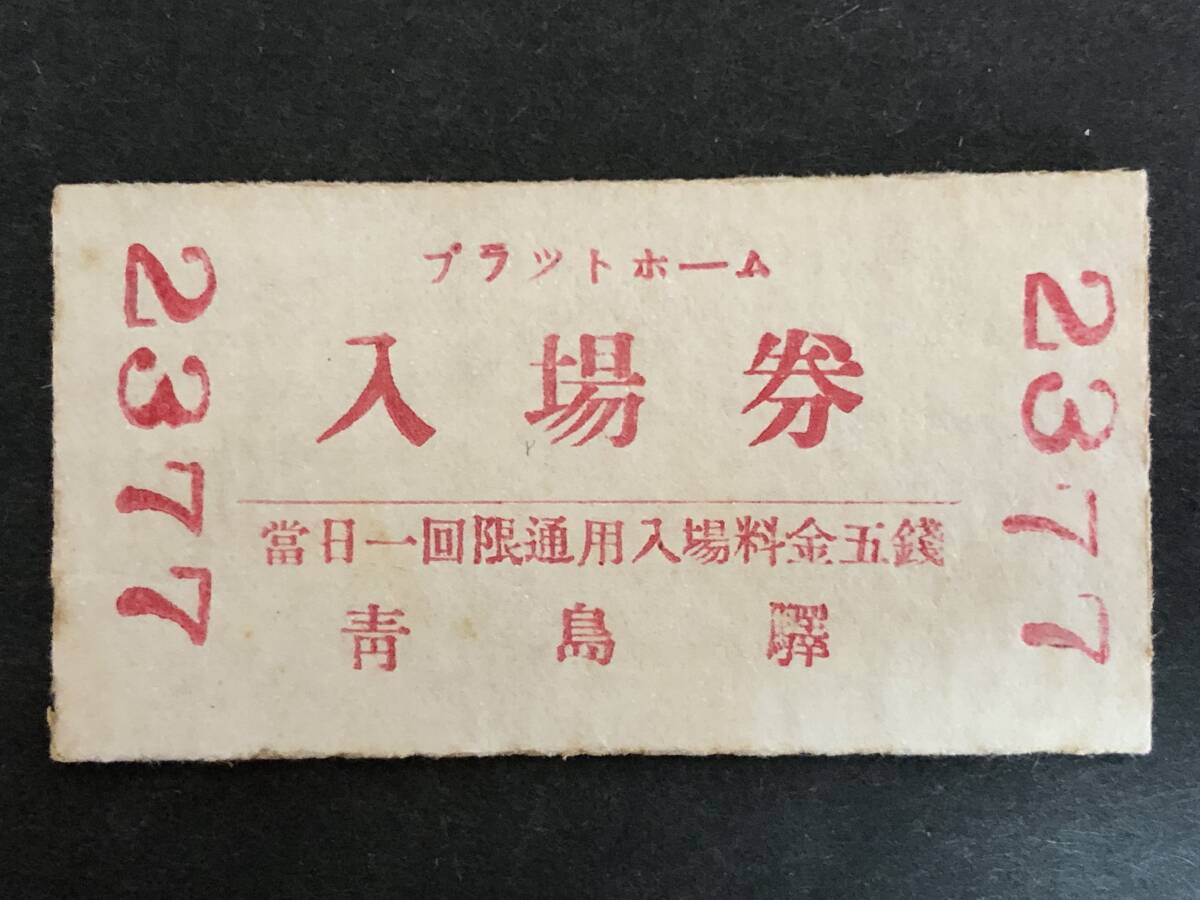 プラットホーム
入場券
當日一回限通用入場料金五錢
青島驛
2377
2377